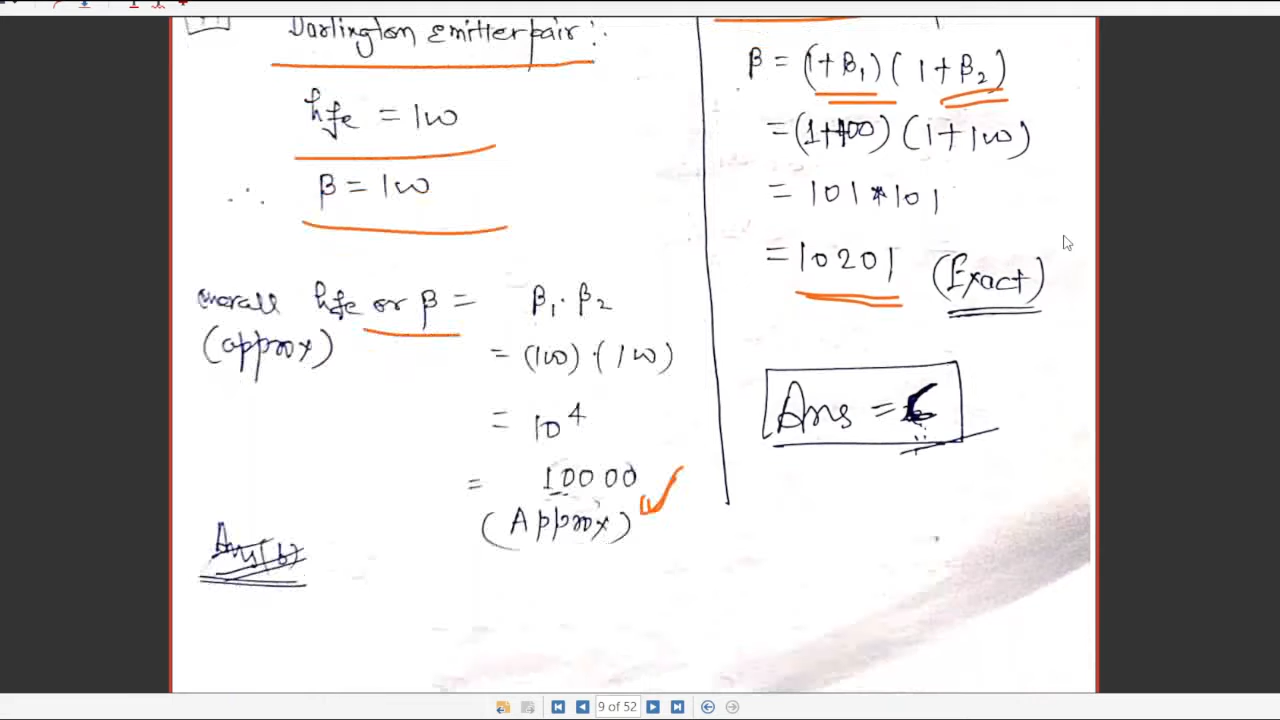 Darlington Emitter pair :.
hfe = 100
∴ β = 100
overall hfe or β = β1 . β2
(approx)
= (100) . (100)
= 10^4
= 10000
(Approx)
Ans (b)
β = (1+β1) (1+β2)
= (1+100) (1+100)
= 101 * 101
= 10201 (Exact)
Ans =
9 of 52